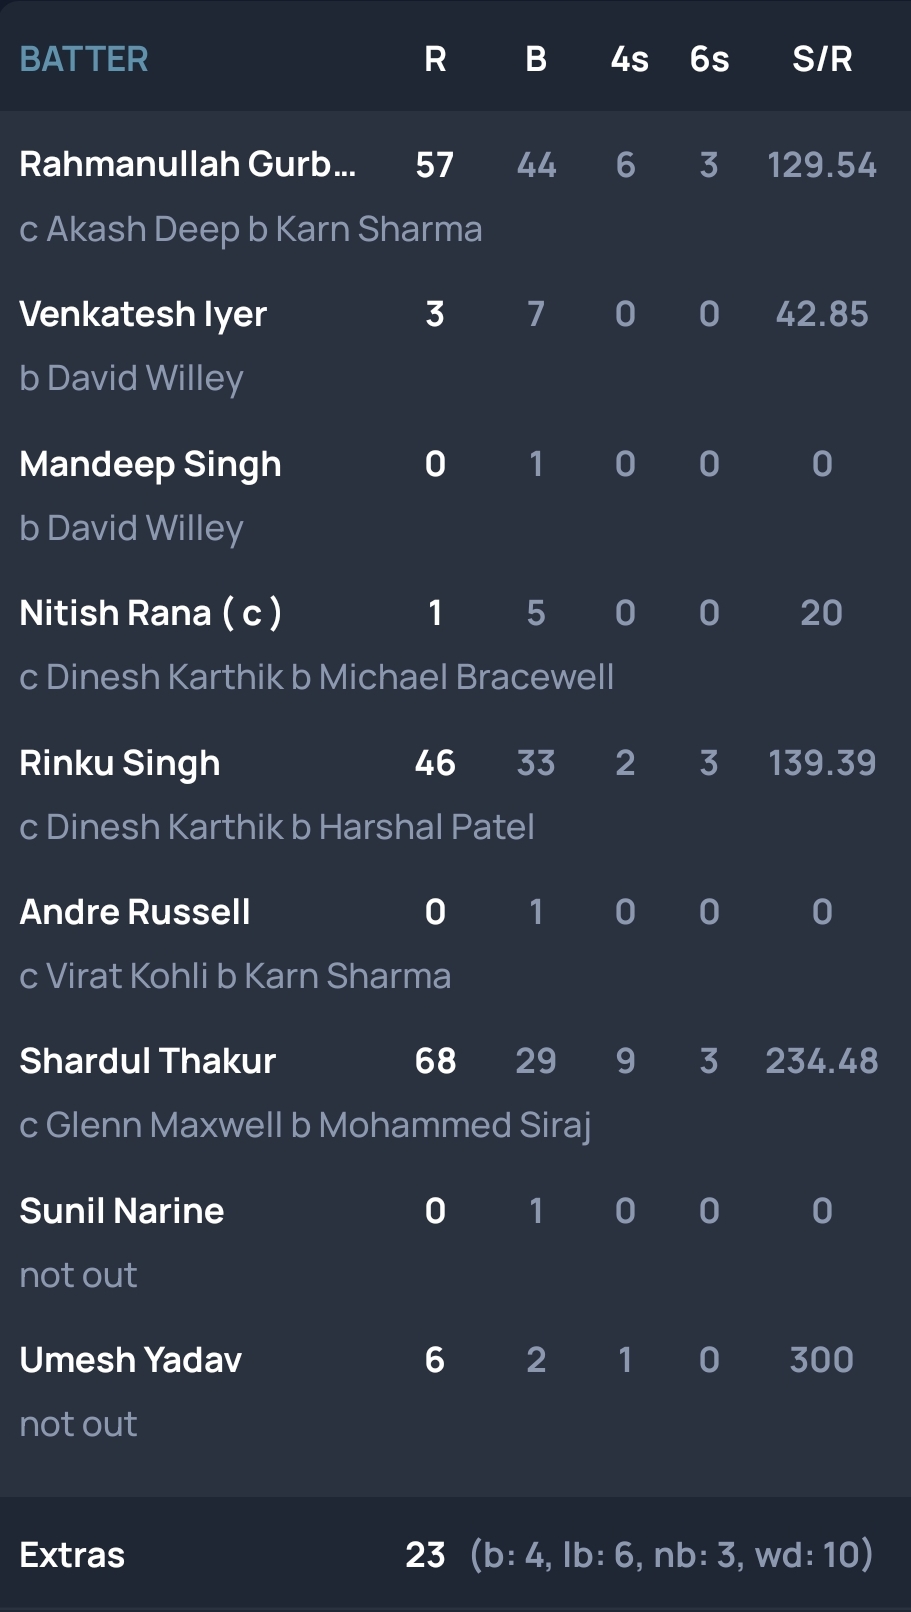 BATTER R B 4s 6s S/R
Rahmanullah Gurb... 57 44 6 3 129.54
c Akash Deep b Karn Sharma
Venkatesh Iyer 3 7 0 0 42.85
b David Willey
Mandeep Singh 0 1 0 0 0
b David Willey
Nitish Rana ( c ) 1 5 0 0 20
c Dinesh Karthik b Michael Bracewell
Rinku Singh 46 33 2 3 139.39
c Dinesh Karthik b Harshal Patel
Andre Russell 0 1 0 0 0
c Virat Kohli b Karn Sharma
Shardul Thakur 68 29 9 3 234.48
c Glenn Maxwell b Mohammed Siraj
Sunil Narine 0 1 0 0 0
not out
Umesh Yadav 6 2 1 0 300
not out
Extras 23 (b: 4, lb: 6, nb: 3, wd: 10)